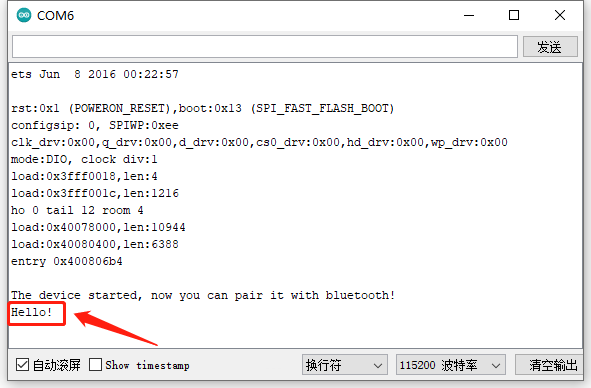 COM6
发送
ets Jun  8 2016 00:22:57
rst:0x1 (POWERON_RESET),boot:0x13 (SPI_FAST_FLASH_BOOT)
configsip: 0, SPIWP:0xee
clk_drv:0x00,q_drv:0x00,d_drv:0x00,cs0_drv:0x00,hd_drv:0x00,wp_drv:0x00
mode:DIO, clock div:1
load:0x3fff0018,len:4
load:0x3fff001c,len:1216
ho 0 tail 12 room 4
load:0x40078000,len:10944
load:0x40080400,len:6388
entry 0x400806b4
The device started, now you can pair it with bluetooth!
Hello!
自动滚屏 Show timestamp 换行符 115200 波特率 清空输出